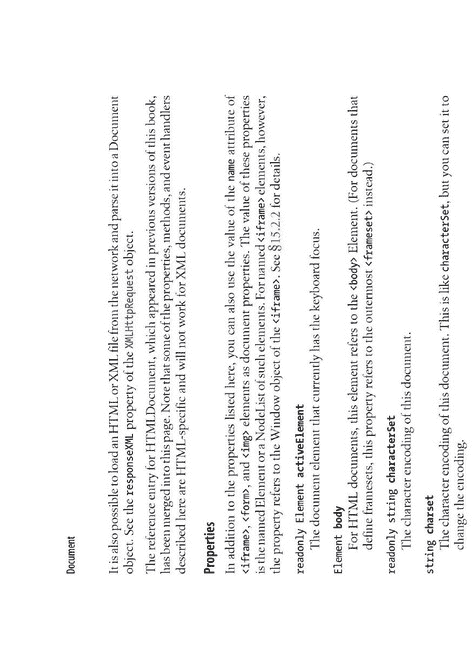 Document
It is also possible to load an HTML or XML file from the network and parse it into a Document
object. See the responseXML property of the XMLHttpRequest object.
The reference entry for HTMLDocument, which appeared in previous versions of this book,
has been merged into this page. Note that some of the properties, methods, and event handlers
described here are HTML-specific and will not work for XML documents.
Properties
In addition to the properties listed here, you can also use the value of the name attribute of
<iframe>, <form>, and <img> elements as document properties. The value of these properties
is the named Element or a NodeList of such elements. For named <iframe> elements, however,
the property refers to the Window object of the <iframe>. See §15.2.2 for details.
readonly Element activeElement
The document element that currently has the keyboard focus.
Element body
For HTML documents, this element refers to the <body> Element. (For documents that
define framesets, this property refers to the outermost <frameset> instead.)
readonly string characterSet
The character encoding of this document.
string charset
The character encoding of this document. This is like characterSet, but you can set it to
change the encoding.